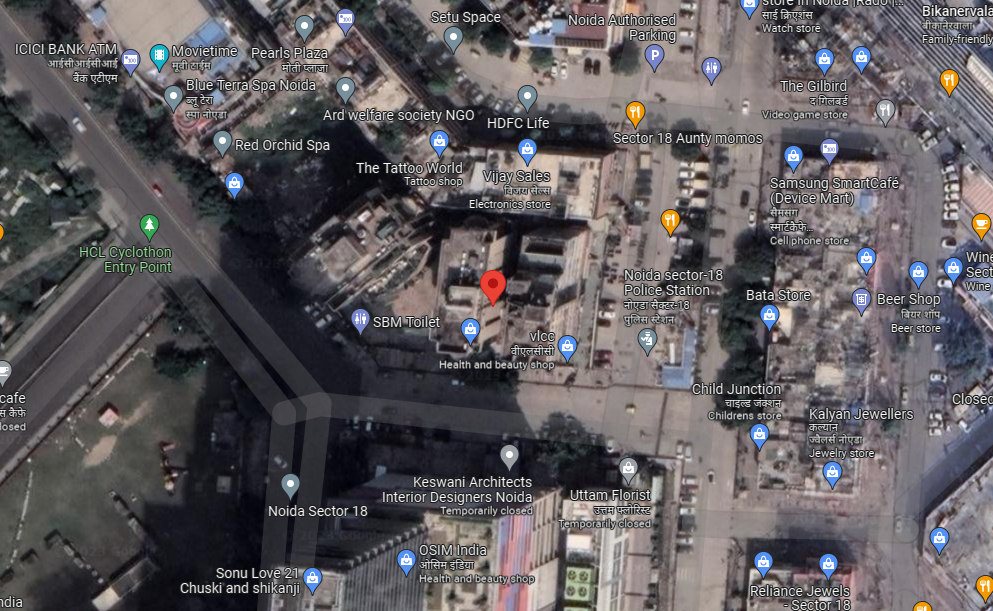 Setu Space
Noida Authorised
Parking
store in Noida |Rado |...
साई क्रिएशंस
Watch store
Bikanervala
बीकानेरवाला
Family-friendly
ICICI BANK ATM
आईसीआईसीआई
बैंक एटीएम
Movietime
मूवी टाईम
Pearls Plaza
मोती प्लाजा
Blue Terra Spa Noida
ब्लू टेरा
स्पा नोएडा
The Gilbird
द गिलबर्ड
Video game store
Ard welfare society NGO
HDFC Life
Sector 18 Aunty momos
Red Orchid Spa
The Tattoo World
Tattoo shop
Vijay Sales
विजय सेल्स
Electronics store
Samsung SmartCafé
(Device Mart)
सैमसंग
स्मार्टकैफे...
Cell phone store
HCL Cyclothon
Entry Point
Noida sector-18
Police Station
नोएडा सैक्टर-18
पुलिस स्टेशन
Wine
Sect
Wine
Bata Store
Beer Shop
बियर शॉप
Beer store
SBM Toilet
vlcc
वीएलसीसी
Health and beauty shop
Child Junction
चाइल्ड जंक्शन
Childrens store
cafe
स कैफ़े
losed
Closed
Kalyan Jewellers
कल्याण
ज्वैलर्स नोएडा
Jewelry store
Keswani Architects
Interior Designers Noida
Temporarily closed
Uttam Florist
उत्तम फ्लोरिस्ट
Temporarily closed
Noida Sector 18
OSIM India
ओसिम इंडिया
Health and beauty shop
Sonu Love 21
Chuski and shikanji
Reliance Jewels
- Sector 18
ndia